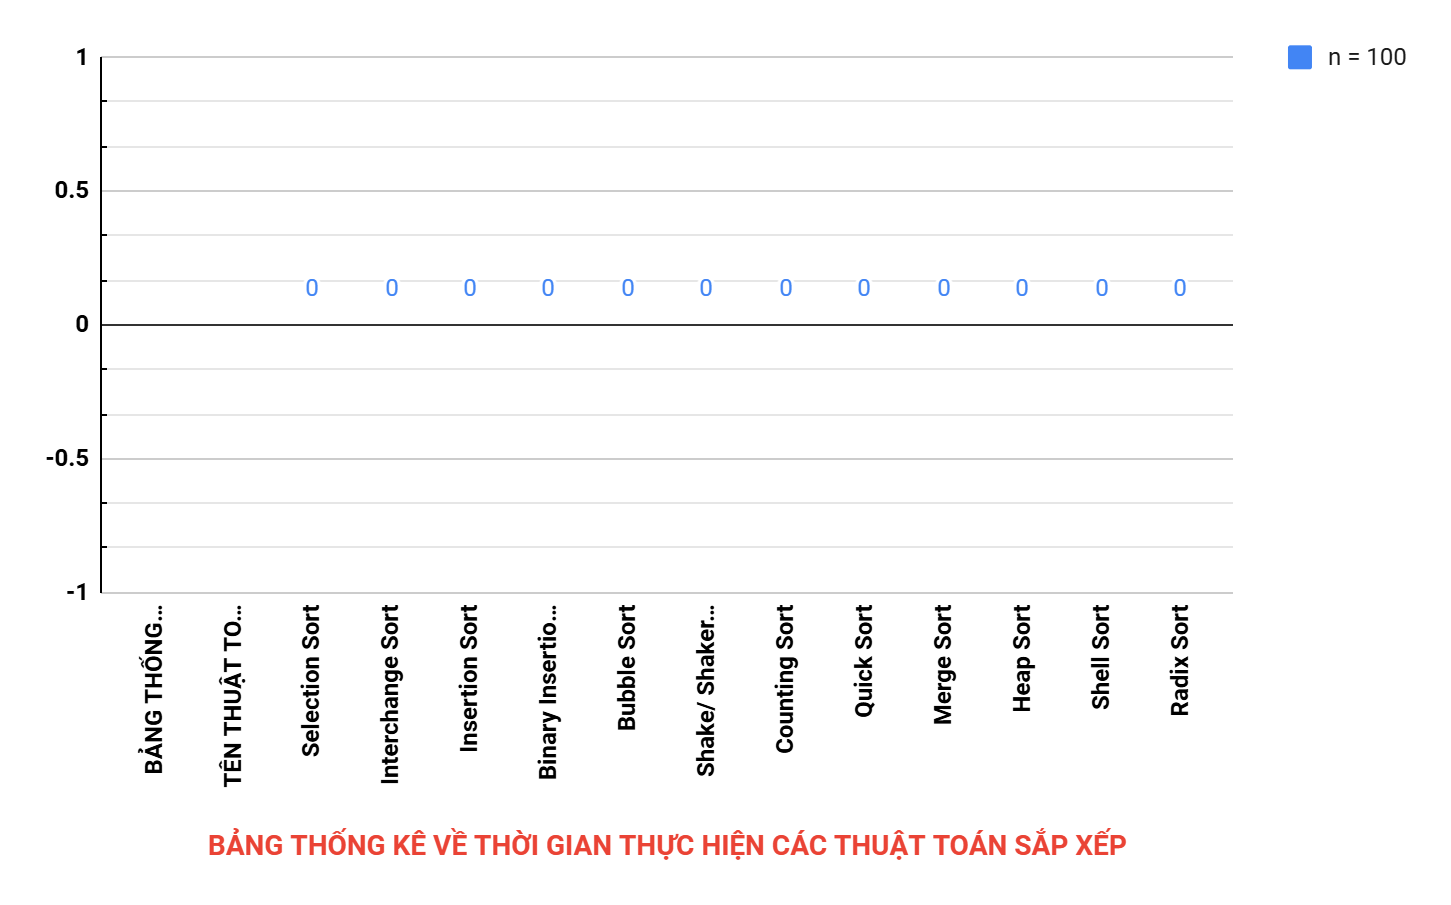 n = 100
1
0.5
0
-0.5
-1
0 0 0 0 0 0 0 0 0 0 0 0
BẢNG THỐNG...
TÊN THUẬT TO...
Selection Sort
Interchange Sort
Insertion Sort
Binary Insertio...
Bubble Sort
Shake/ Shaker...
Counting Sort
Quick Sort
Merge Sort
Heap Sort
Shell Sort
Radix Sort
BẢNG THỐNG KÊ VỀ THỜI GIAN THỰC HIỆN CÁC THUẬT TOÁN SẮP XẾP